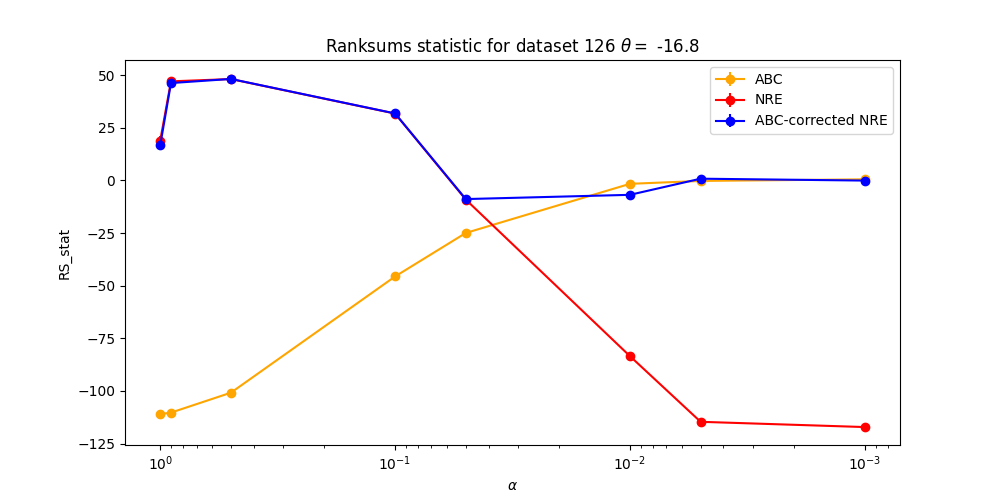 Ranksums statistic for dataset 126 θ = -16.8
ABC
NRE
ABC-corrected NRE
RS_stat
50
25
0
−25
−50
−75
−100
−125
10⁰
10⁻¹
10⁻²
10⁻³
α